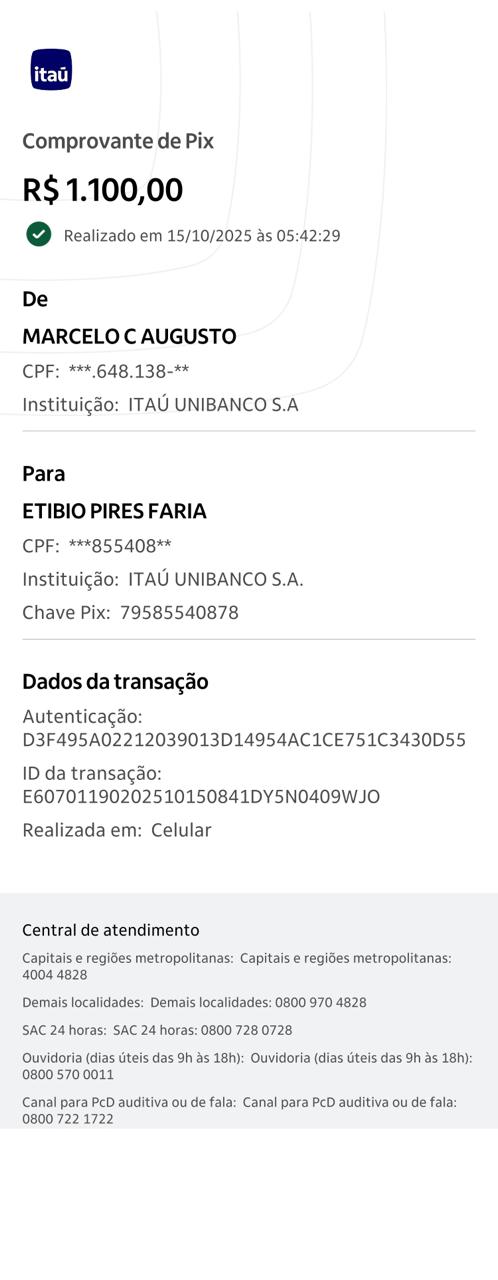 itaú
Comprovante de Pix
R$ 1.100,00
Realizado em 15/10/2025 às 05:42:29
De
MARCELO C AUGUSTO
CPF: ***.648.138-**
Instituição: ITAÚ UNIBANCO S.A
Para
ETIBIO PIRES FARIA
CPF: ***855408**
Instituição: ITAÚ UNIBANCO S.A.
Chave Pix: 79585540878
Dados da transação
Autenticação:
D3F495A02212039013D14954AC1CE751C3430D55
ID da transação:
E60701190202510150841DY5N0409WJO
Realizada em: Celular
Central de atendimento
Capitais e regiões metropolitanas: Capitais e regiões metropolitanas:
4004 4828
Demais localidades: Demais localidades: 0800 970 4828
SAC 24 horas: SAC 24 horas: 0800 728 0728
Ouvidoria (dias úteis das 9h às 18h): Ouvidoria (dias úteis das 9h às 18h):
0800 570 0011
Canal para PcD auditiva ou de fala: Canal para PcD auditiva ou de fala:
0800 722 1722